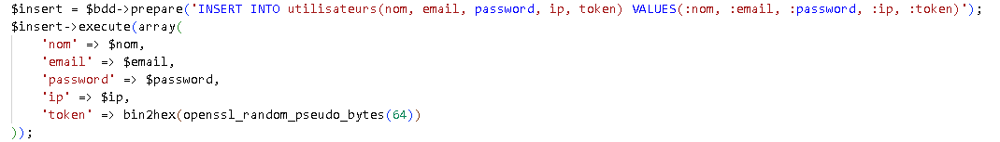 $insert = $bdd->prepare('INSERT INTO utilisateurs(nom, email, password, ip, token) VALUES(:nom, :email, :password, :ip, :token)');
$insert->execute(array(
    'nom' => $nom,
    'email' => $email,
    'password' => $password,
    'ip' => $ip,
    'token' => bin2hex(openssl_random_pseudo_bytes(64))
));